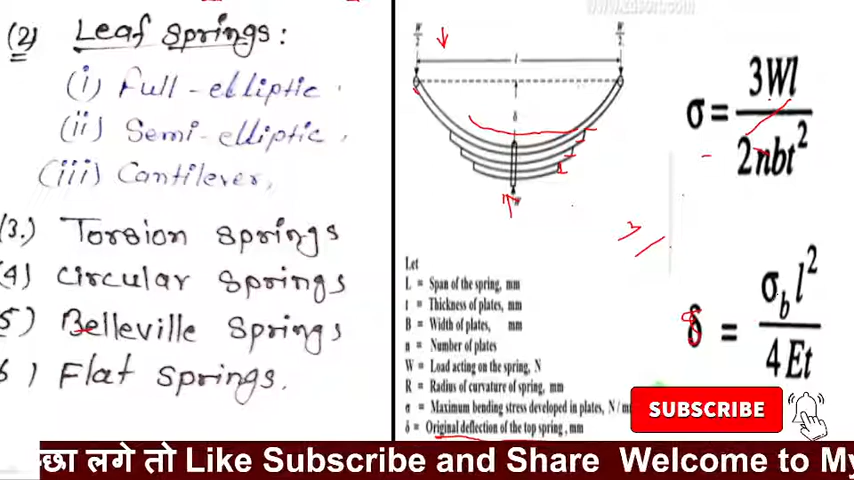 (2) Leaf springs:
(i) Full-elliptic.
(ii) Semi-elliptic.
(iii) Cantilever,
(3.) Torsion springs
(4) circular springs
5) Belleville springs
) Flat springs.
W/2 W/2
l
δ
W
σ = 3Wl / 2nbt²
3/
δ = σ_b l² / 4Et
Let
L = Span of the spring, mm
t = Thickness of plates, mm
B = Width of plates, mm
n = Number of plates
W = Load acting on the spring, N
R = Radius of curvature of spring, mm
σ = Maximum bending stress developed in plates, N/m
δ = Original deflection of the top spring, mm
SUBSCRIBE
च्छा लगे तो Like Subscribe and Share Welcome to My